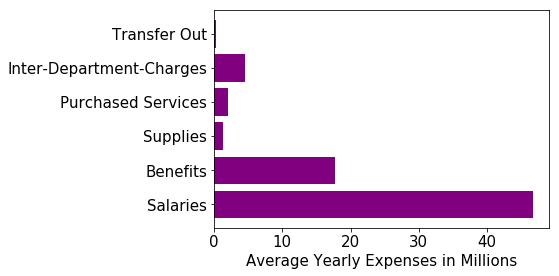 Transfer Out
Inter-Department-Charges
Purchased Services
Supplies
Benefits
Salaries
0 10 20 30 40
Average Yearly Expenses in Millions